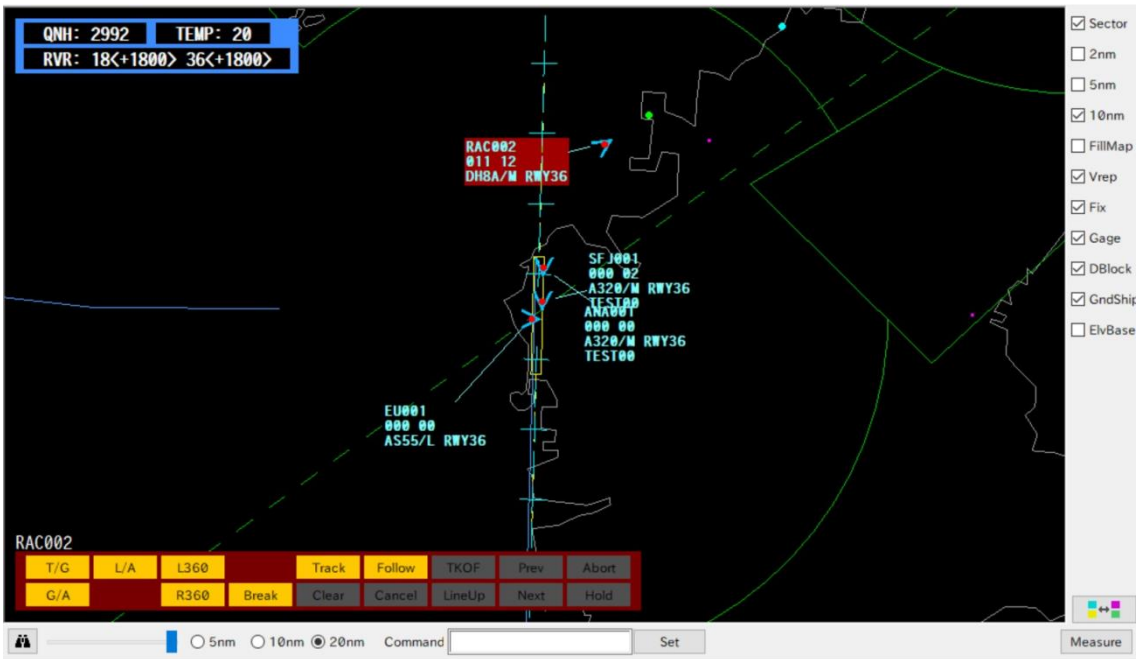 QNH: 2992 TEMP: 20
RVR: 18<+1800> 36<+1800>
RAC002
011 12
DH8A/M RWY36
SFJ001
000 02
A320/M RWY36
TEST00
ANA001
000 00
A320/M RWY36
TEST00
EU001
000 00
AS55/L RWY36
RAC002
T/G L/A L360 Track Follow TKOF Prev Abort
G/A R360 Break Clear Cancel LineUp Next Hold
5nm 10nm 20nm Command Set
Sector
2nm
5nm
10nm
FillMap
Vrep
Fix
Gage
DBlock
GndShip
ElvBase
Measure